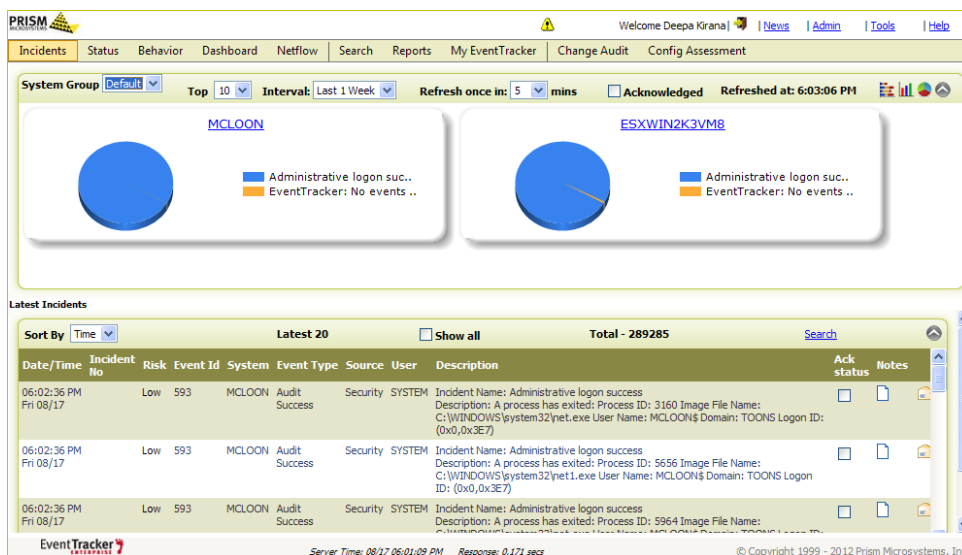 PRISM
MICROSYSTEMS
Welcome Deepa Kirana| | News | Admin | Tools | Help
Incidents Status Behavior Dashboard Netflow Search Reports My EventTracker Change Audit Config Assessment
System Group Default Top 10 Interval: Last 1 Week Refresh once in: 5 mins Acknowledged Refreshed at: 6:03:06 PM
MCLOON
Administrative logon suc..
EventTracker: No events ..
ESXWIN2K3VM8
Administrative logon suc..
EventTracker: No events ..
Latest Incidents
Sort By Time Latest 20 Show all Total - 289285 Search
Date/Time Incident No Risk Event Id System Event Type Source User Description Ack status Notes
06:02:36 PM Low 593 MCLOON Audit Security SYSTEM Incident Name: Administrative logon success
Fri 08/17 Success Description: A process has exited: Process ID: 3160 Image File Name:
C:\WINDOWS\system32\net.exe User Name: MCLOON$ Domain: TOONS Logon ID:
(0x0,0x3E7)
06:02:36 PM Low 593 MCLOON Audit Security SYSTEM Incident Name: Administrative logon success
Fri 08/17 Success Description: A process has exited: Process ID: 5656 Image File Name:
C:\WINDOWS\system32\net1.exe User Name: MCLOON$ Domain: TOONS Logon
ID: (0x0,0x3E7)
06:02:36 PM Low 593 MCLOON Audit Security SYSTEM Incident Name: Administrative logon success
Fri 08/17 Success Description: A process has exited: Process ID: 5964 Image File Name:
EventTracker
ENTERPRISE
Server Time: 08/17 06:01:09 PM Response: 0.171 secs
© Copyright 1999 - 2012 Prism Microsystems, In